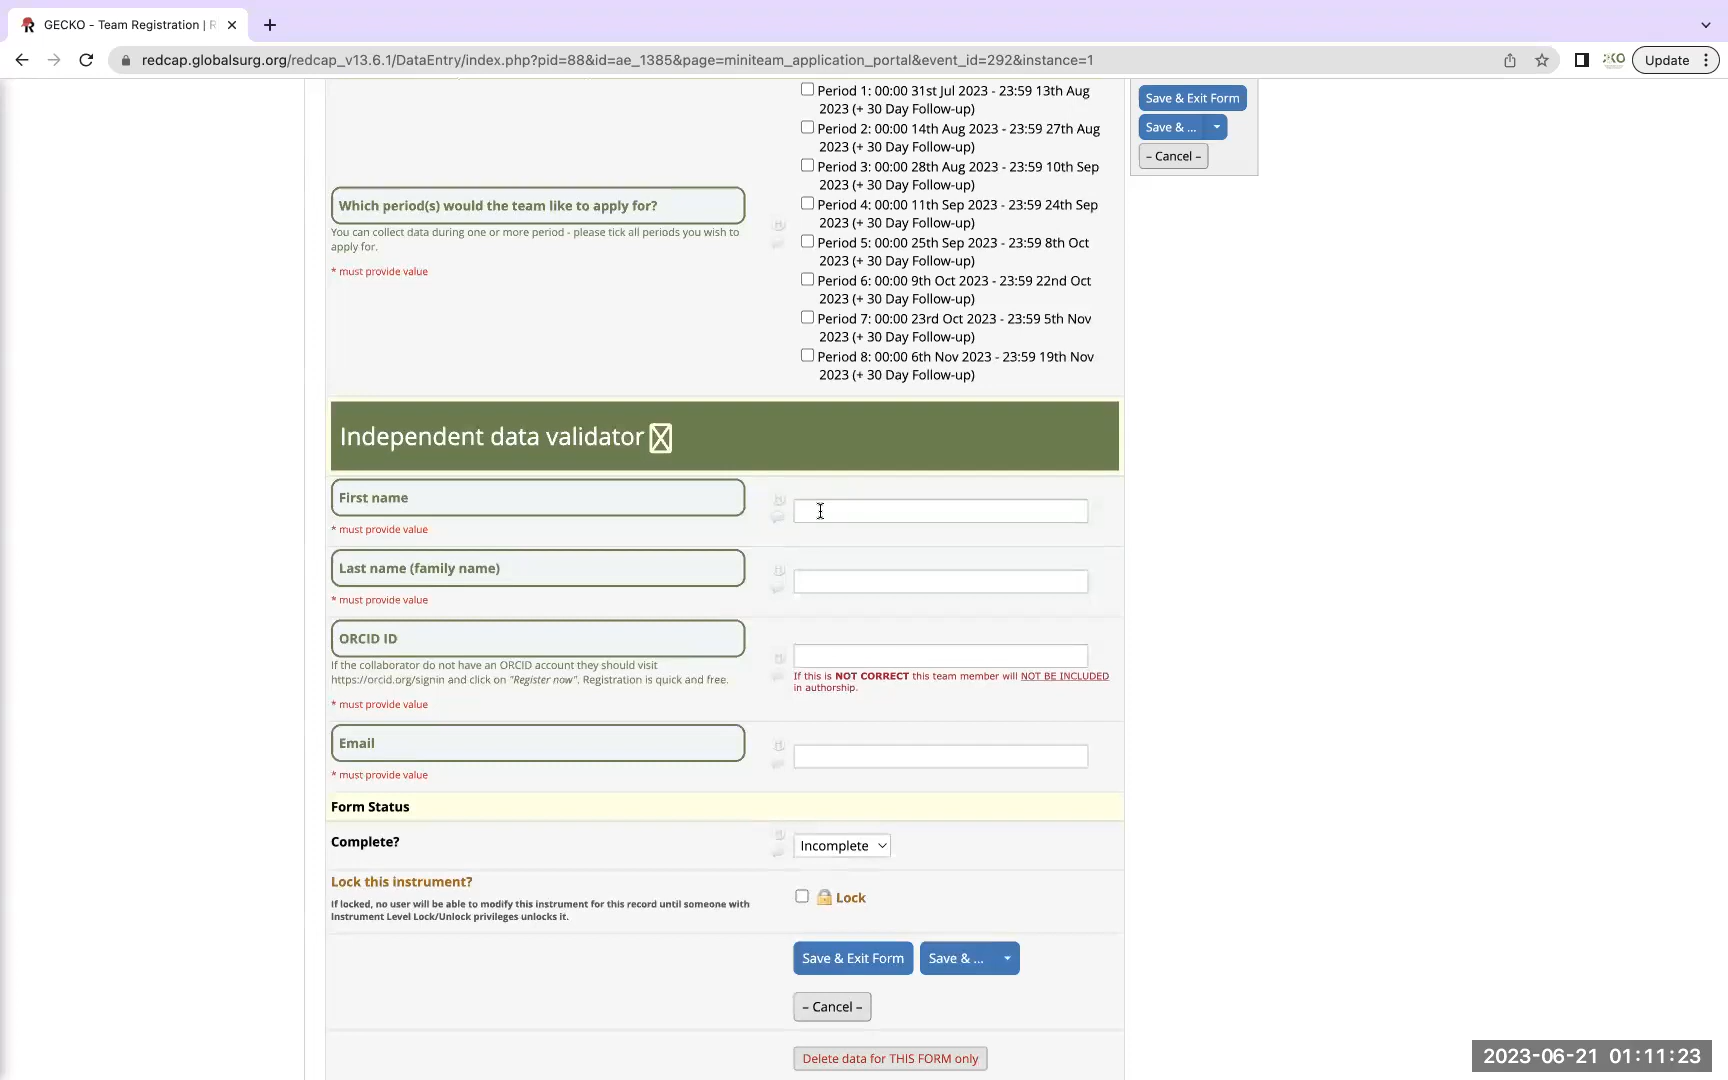 GECKO - Team Registration | R
redcap.globalsurg.org/redcap_v13.6.1/DataEntry/index.php?pid=88&id=ae_1385&page=miniteam_application_portal&event_id=292&instance=1
Update
Save & Exit Form
Save & ...
– Cancel –
Period 1: 00:00 31st Jul 2023 - 23:59 13th Aug
2023 (+ 30 Day Follow-up)
Period 2: 00:00 14th Aug 2023 - 23:59 27th Aug
2023 (+ 30 Day Follow-up)
Period 3: 00:00 28th Aug 2023 - 23:59 10th Sep
2023 (+ 30 Day Follow-up)
Period 4: 00:00 11th Sep 2023 - 23:59 24th Sep
2023 (+ 30 Day Follow-up)
Period 5: 00:00 25th Sep 2023 - 23:59 8th Oct
2023 (+ 30 Day Follow-up)
Period 6: 00:00 9th Oct 2023 - 23:59 22nd Oct
2023 (+ 30 Day Follow-up)
Period 7: 00:00 23rd Oct 2023 - 23:59 5th Nov
2023 (+ 30 Day Follow-up)
Period 8: 00:00 6th Nov 2023 - 23:59 19th Nov
2023 (+ 30 Day Follow-up)
Which period(s) would the team like to apply for?
You can collect data during one or more period - please tick all periods you wish to
apply for.
* must provide value
Independent data validator
First name
* must provide value
Last name (family name)
* must provide value
ORCID ID
If the collaborator do not have an ORCID account they should visit
https://orcid.org/signin and click on "Register now". Registration is quick and free.
* must provide value
If this is NOT CORRECT this team member will NOT BE INCLUDED
in authorship.
Email
* must provide value
Form Status
Complete?
Incomplete
Lock this instrument?
If locked, no user will be able to modify this instrument for this record until someone with
Instrument Level Lock/Unlock privileges unlocks it.
Lock
Save & Exit Form
Save & ...
– Cancel –
Delete data for THIS FORM only
2023-06-21 01:11:23